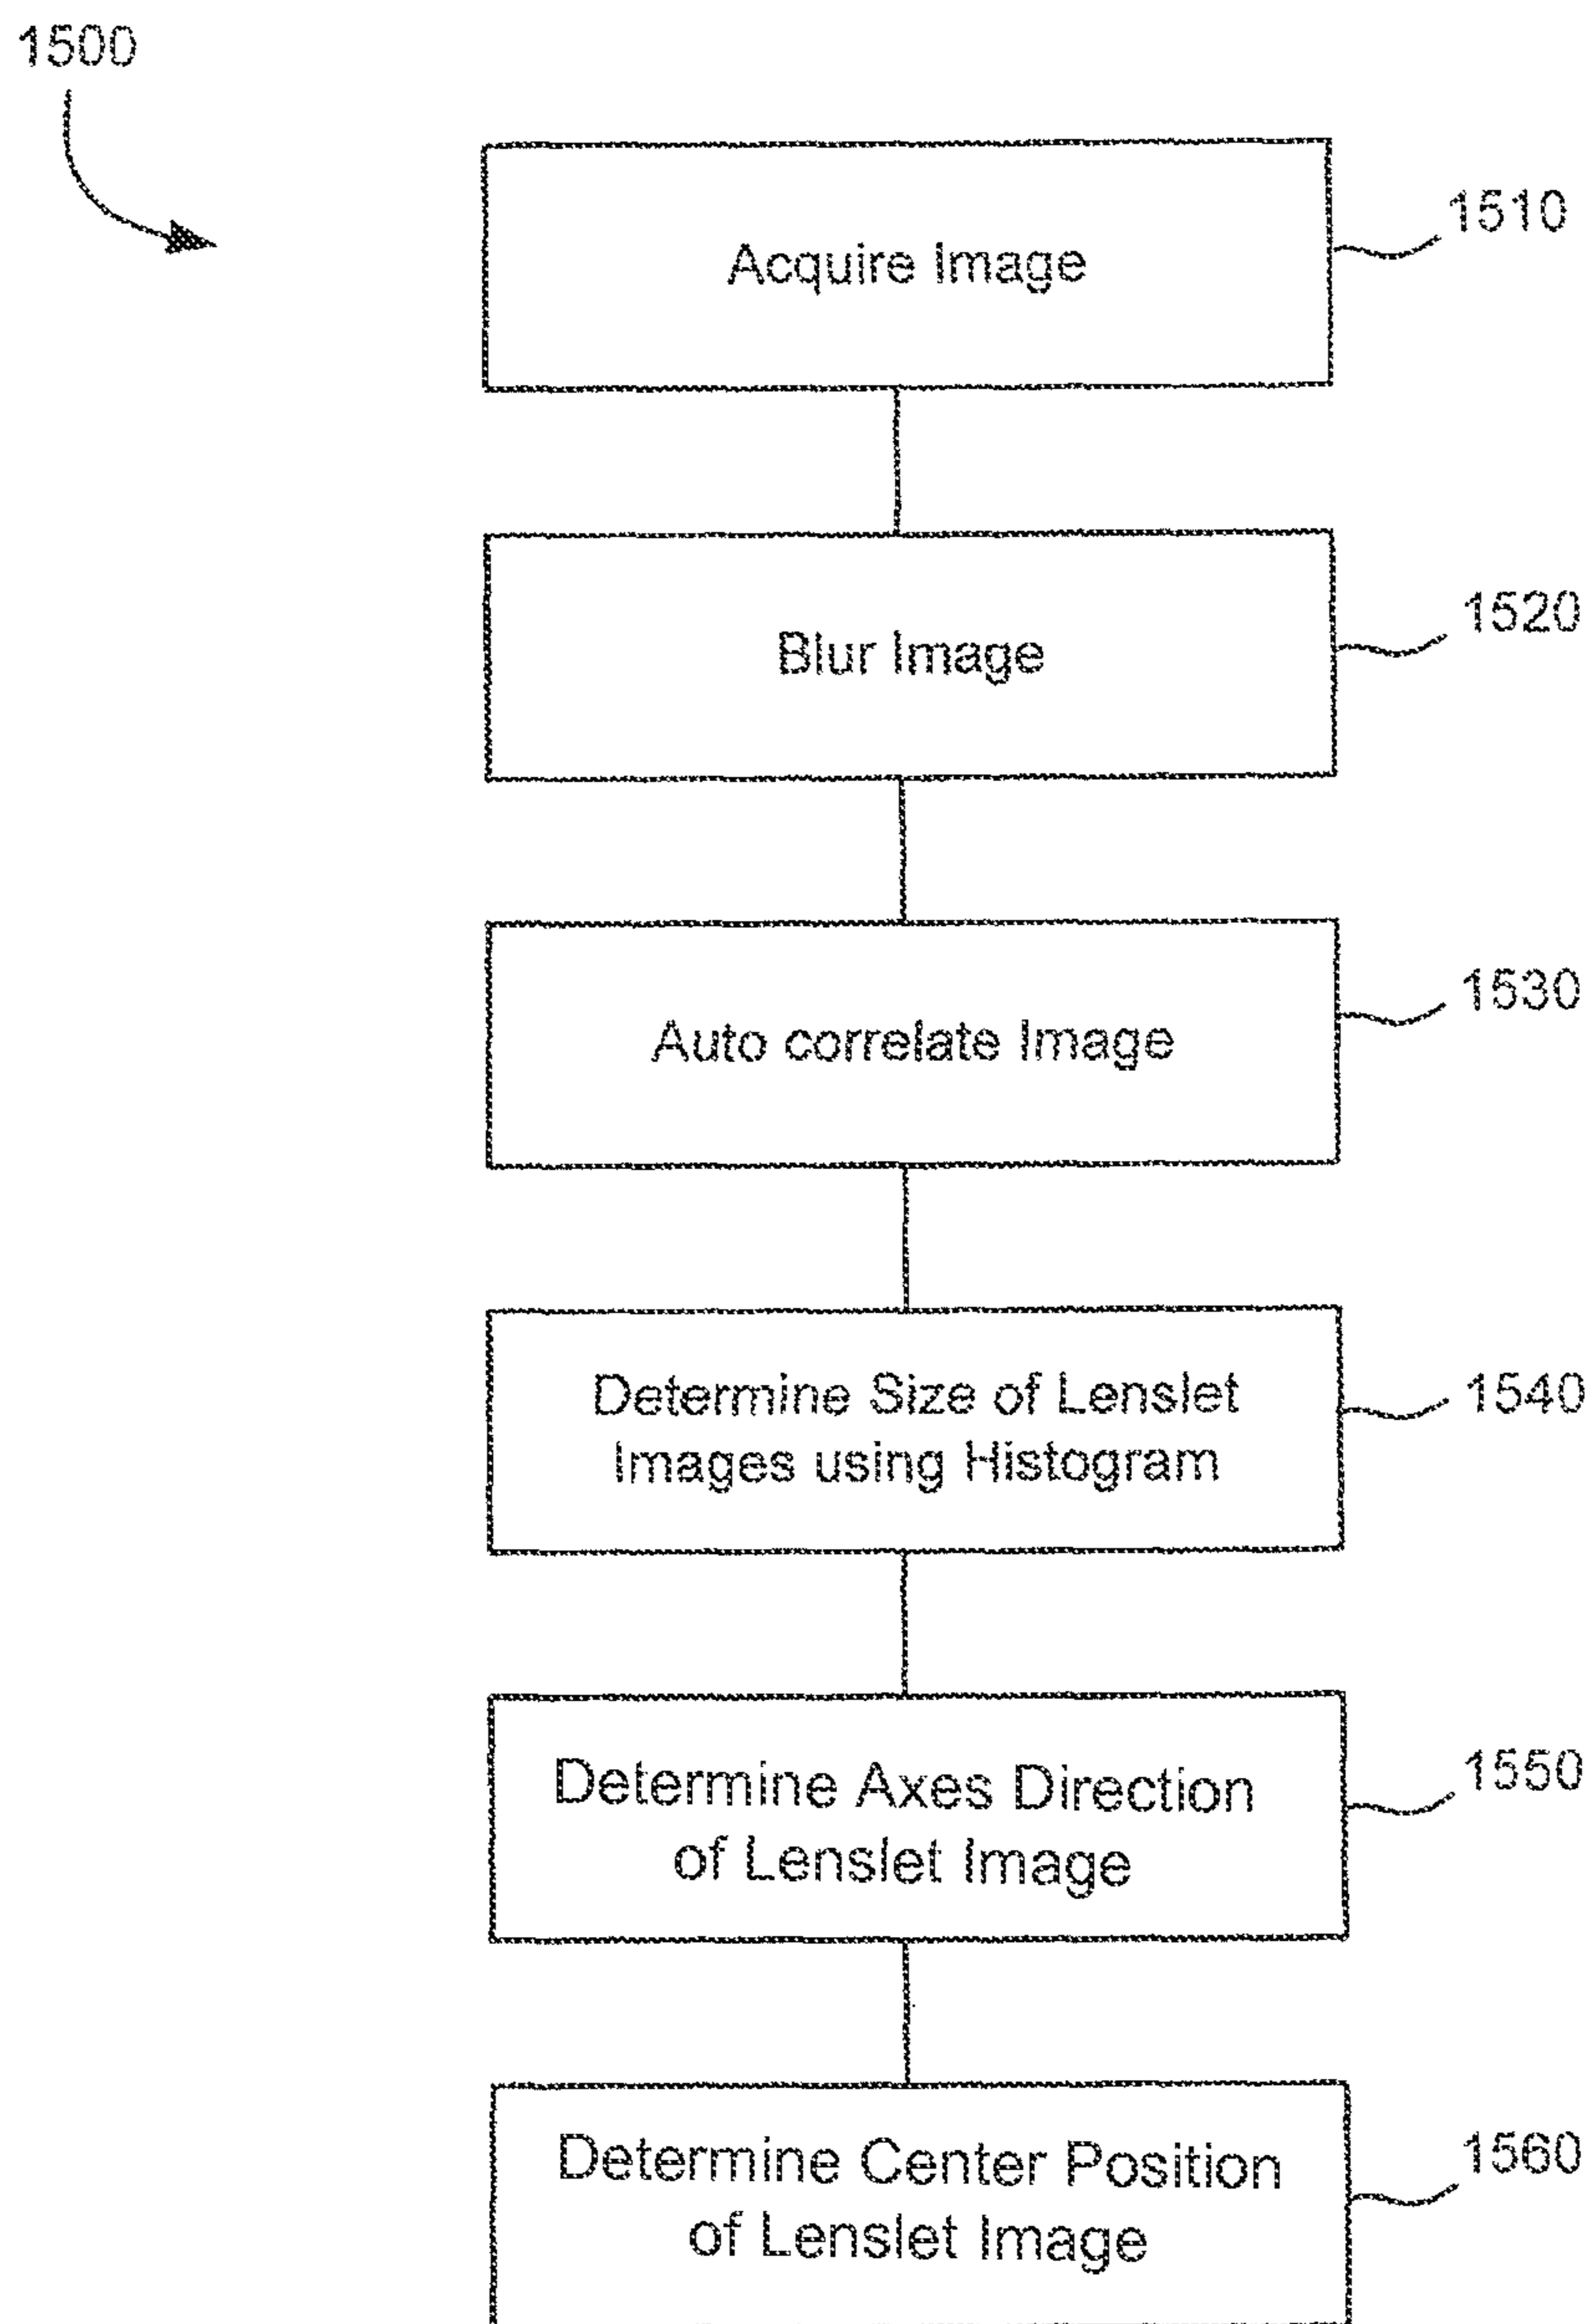 1500
1510
Acquire Image
1520
Blur Image
1530
Auto correlate Image
Determine Size of Lenslet
1540
Images using Histogram
1550
Determine Axes Direction
of Lenslet Image
1560
Determine Center Position
of Lenslet Image